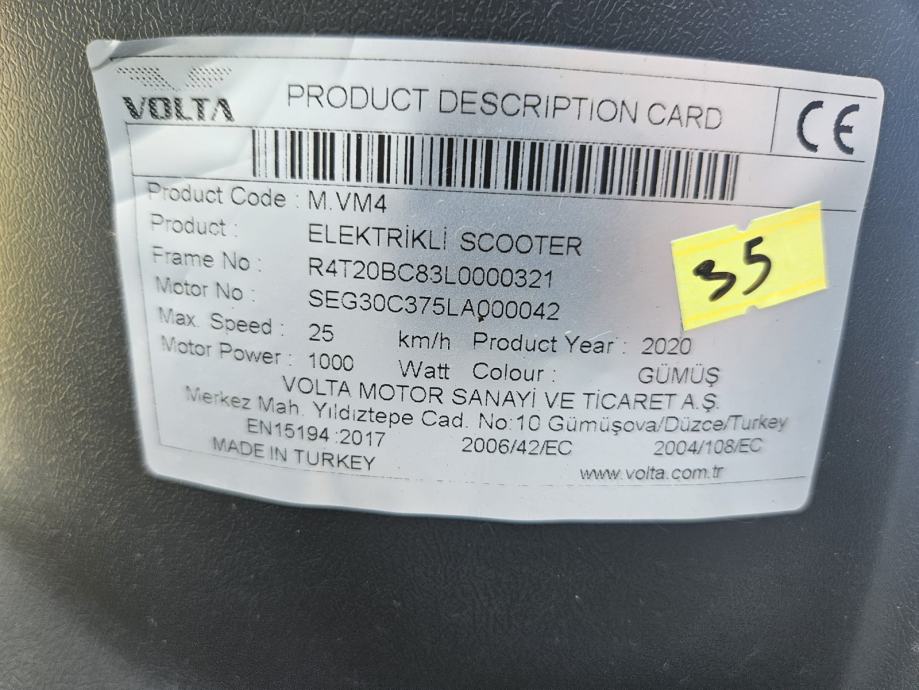 VOLTA PRODUCT DESCRIPTION CARD CE
Product Code : M.VM4
Product : ELEKTRİKLİ SCOOTER
35
Frame No : R4T20BC83L0000321
Motor No : SEG30C375LA000042
Max. Speed : 25 km/h Product Year : 2020
Motor Power : 1000 Watt Colour : GÜMÜŞ
VOLTA MOTOR SANAYİ VE TİCARET A.Ş.
Merkez Mah. Yıldıztepe Cad. No:10 Gümüşova/Düzce/Turkey
EN15194:2017 2006/42/EC 2004/108/EC
MADE IN TURKEY www.volta.com.tr